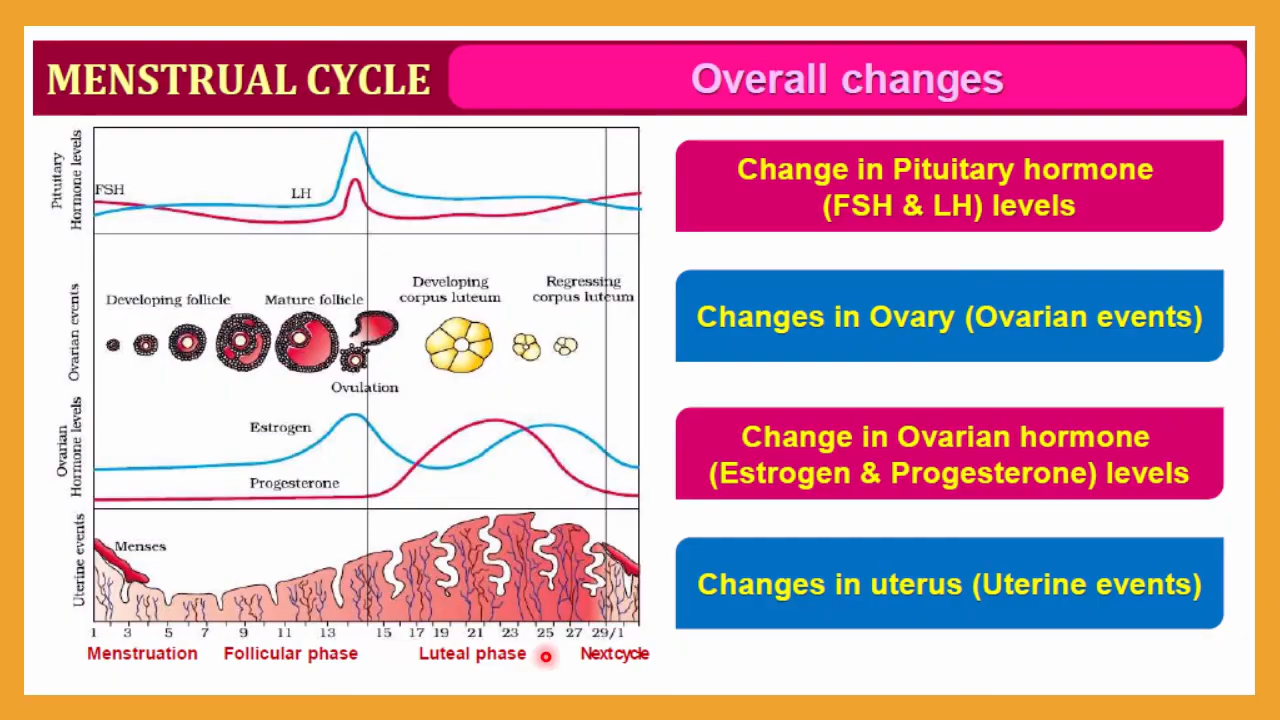 MENSTRUAL CYCLE
Overall changes
Pituitary
Hormone levels
FSH
LH
Ovarian events
Developing follicle
Mature follicle
Developing
corpus luteum
Regressing
corpus luteum
Ovulation
Ovarian
Hormone levels
Estrogen
Progesterone
Uterine events
Menses
1 3 5 7 9 11 13 15 17 19 21 23 25 27 29/1
Menstruation
Follicular phase
Luteal phase
Next cycle
Change in Pituitary hormone
(FSH & LH) levels
Changes in Ovary (Ovarian events)
Change in Ovarian hormone
(Estrogen & Progesterone) levels
Changes in uterus (Uterine events)